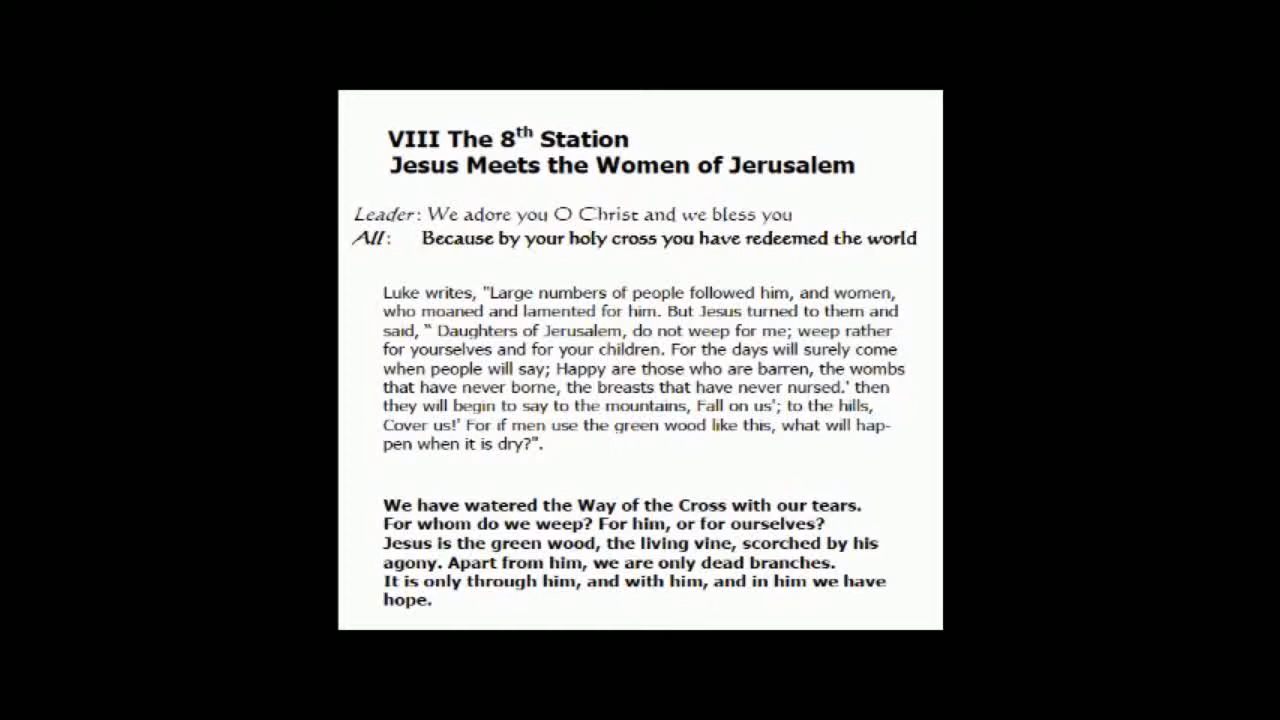 VIII The 8th Station
Jesus Meets the Women of Jerusalem
Leader: We adore you O Christ and we bless you
All: Because by your holy cross you have redeemed the world
Luke writes, "Large numbers of people followed him, and women,
who moaned and lamented for him. But Jesus turned to them and
said, “ Daughters of Jerusalem, do not weep for me; weep rather
for yourselves and for your children. For the days will surely come
when people will say; Happy are those who are barren, the wombs
that have never borne, the breasts that have never nursed.' then
they will begin to say to the mountains, Fall on us'; to the hills,
Cover us!' For if men use the green wood like this, what will hap-
pen when it is dry?".
We have watered the Way of the Cross with our tears.
For whom do we weep? For him, or for ourselves?
Jesus is the green wood, the living vine, scorched by his
agony. Apart from him, we are only dead branches.
It is only through him, and with him, and in him we have
hope.